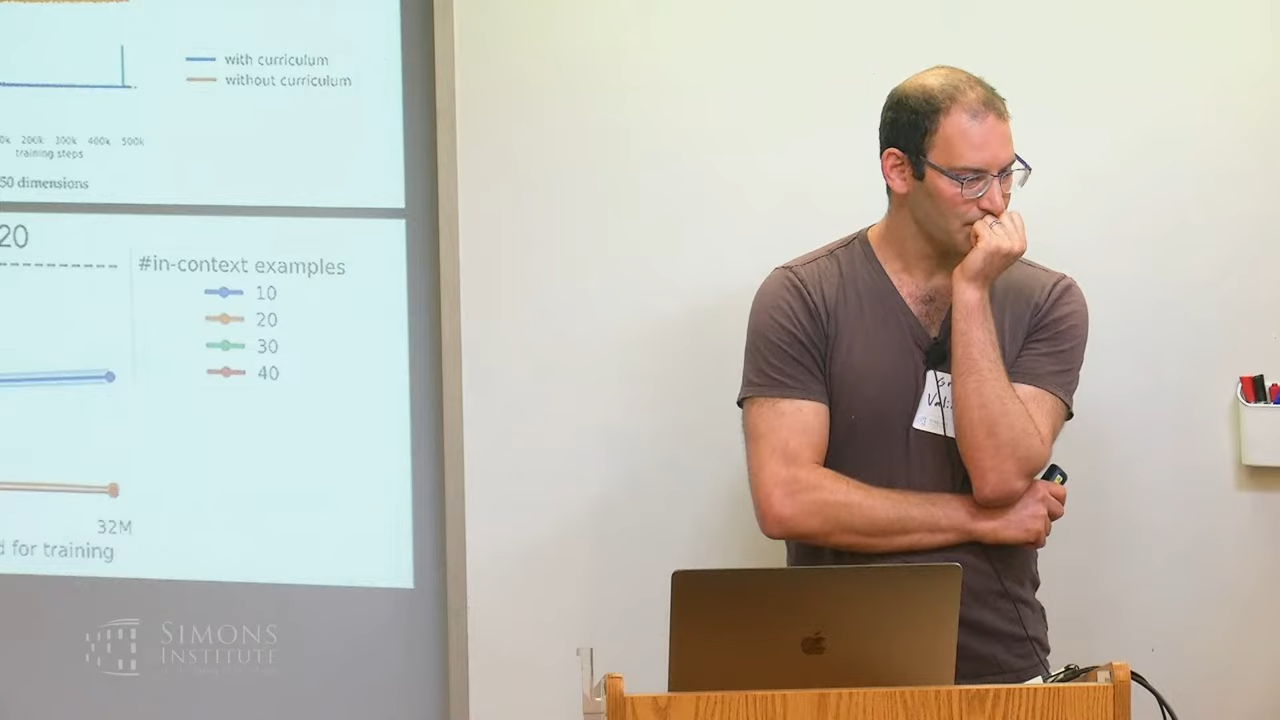 with curriculum
without curriculum
200k 300k 400k 500k
training steps
50 dimensions
20
#in-context examples
10
20
30
40
32M
d for training
SIMONS
INSTITUTE